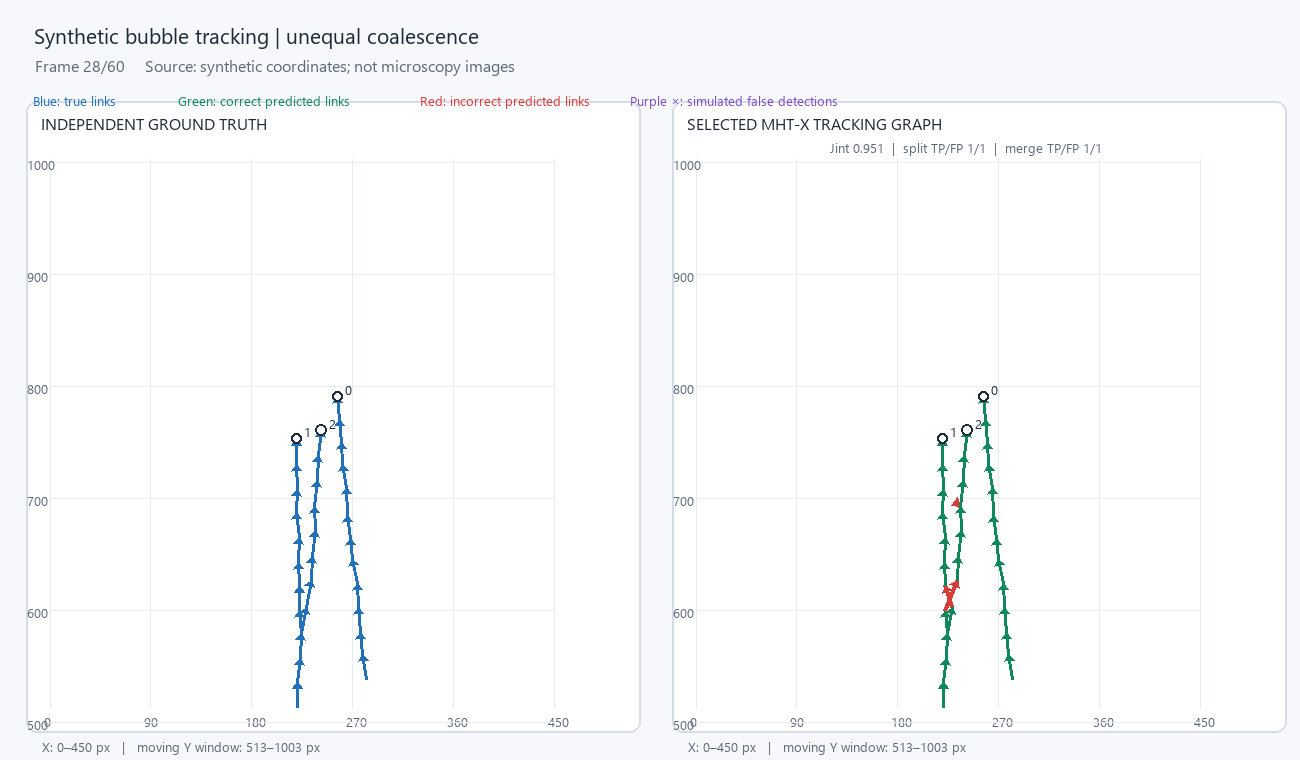 Synthetic bubble tracking | unequal coalescence
Frame 28/60 Source: synthetic coordinates; not microscopy images
Blue: true links Green: correct predicted links Red: incorrect predicted links Purple ×: simulated false detections
INDEPENDENT GROUND TRUTH
1000
900
800
700
600
500
0 90 180 270 360 450
0
1
2
X: 0–450 px | moving Y window: 513–1003 px
SELECTED MHT-X TRACKING GRAPH
Jint 0.951 | split TP/FP 1/1 | merge TP/FP 1/1
1000
900
800
700
600
500
0 90 180 270 360 450
0
1
2
X: 0–450 px | moving Y window: 513–1003 px